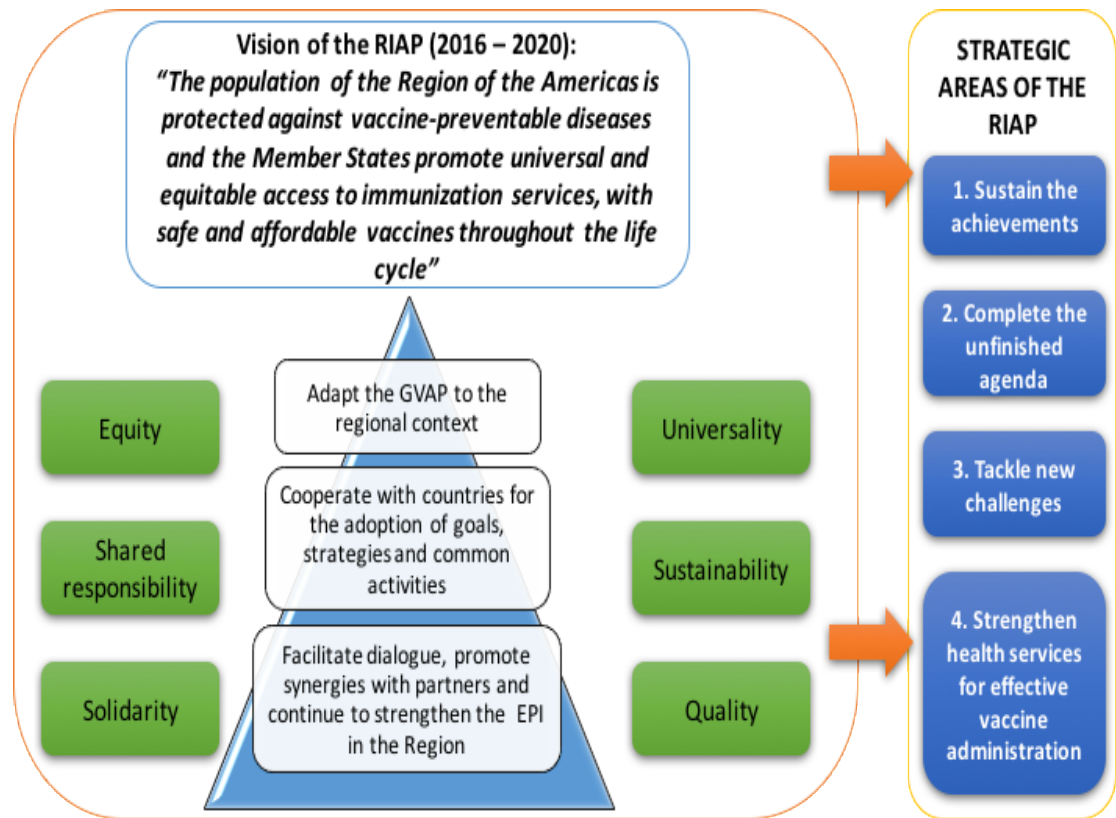 Vision of the RIAP (2016 – 2020):
“The population of the Region of the Americas is
protected against vaccine-preventable diseases
and the Member States promote universal and
equitable access to immunization services, with
safe and affordable vaccines throughout the life
cycle”
Adapt the GVAP to the
regional context
Cooperate with countries for
the adoption of goals,
strategies and common
activities
Facilitate dialogue, promote
synergies with partners and
continue to strengthen the EPI
in the Region
Equity
Shared
responsibility
Solidarity
Universality
Sustainability
Quality
STRATEGIC
AREAS OF THE
RIAP
1. Sustain the
achievements
2. Complete the
unfinished
agenda
3. Tackle new
challenges
4. Strengthen
health services
for effective
vaccine
administration